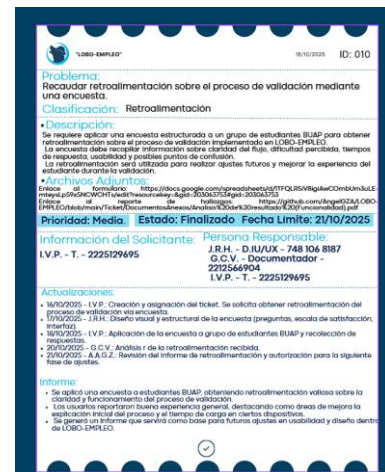 "LOBO-EMPLEO"
16/10/2025
ID: 010
Problema:
Recaudar retroalimentación sobre el proceso de validación mediante
una encuesta.
Clasificación: Retroalimentación
•Descripción:
Se requiere aplicar una encuesta estructurada a un grupo de estudiantes BUAP para obtener
retroalimentación sobre el proceso de validación implementado en LOBO-EMPLEO.
La encuesta debe recopilar información sobre claridad del flujo, dificultad percibida, tiempos
de respuesta, usabilidad y posibles puntos de confusión.
La retroalimentación será utilizada para realizar ajustes futuros y mejorar la experiencia del
estudiante durante la validación.
•Archivos Adjuntos:
Enlace al formulario:
Enlace al reporte de hallazgos:
Prioridad: Media. Estado: Finalizado Fecha Límite: 21/10/2025
Información del Solicitante:
I.V.P. - T. - 2225129695
Persona Responsable:
J.R.H. - D.IU/UX - 748 106 8187
G.C.V. - Documentador -
2212566904
I.V.P. - T. - 2225129695
Actualizaciones:
• 16/10/2025 - I.V.P.: Creación y asignación del ticket. Se solicita obtener retroalimentación del
proceso de validación vía encuesta.
• 17/10/2025 - J.R.H.: Diseño visual y estructural de la encuesta (preguntas, escala de satisfacción,
interfaz).
• 18/10/2025 - I.V.P.: Aplicación de la encuesta a grupo de estudiantes BUAP y recolección de
respuestas.
• 20/10/2025 - G.C.V.: Análisis r de la retroalimentación recibida.
• 21/10/2025 - A.A.G.Z.: Revisión del informe de retroalimentación y autorización para la siguiente
fase de ajustes.
Informe:
• Se aplicó una encuesta a estudiantes BUAP, obteniendo retroalimentación valiosa sobre la
claridad y funcionamiento del proceso de validación.
• Los usuarios reportaron buena experiencia general, destacando como áreas de mejora la
explicación inicial del proceso y el tiempo de carga en ciertos dispositivos.
• Se generó un informe que servirá como base para futuros ajustes en usabilidad y diseño dentro
de LOBO-EMPLEO.